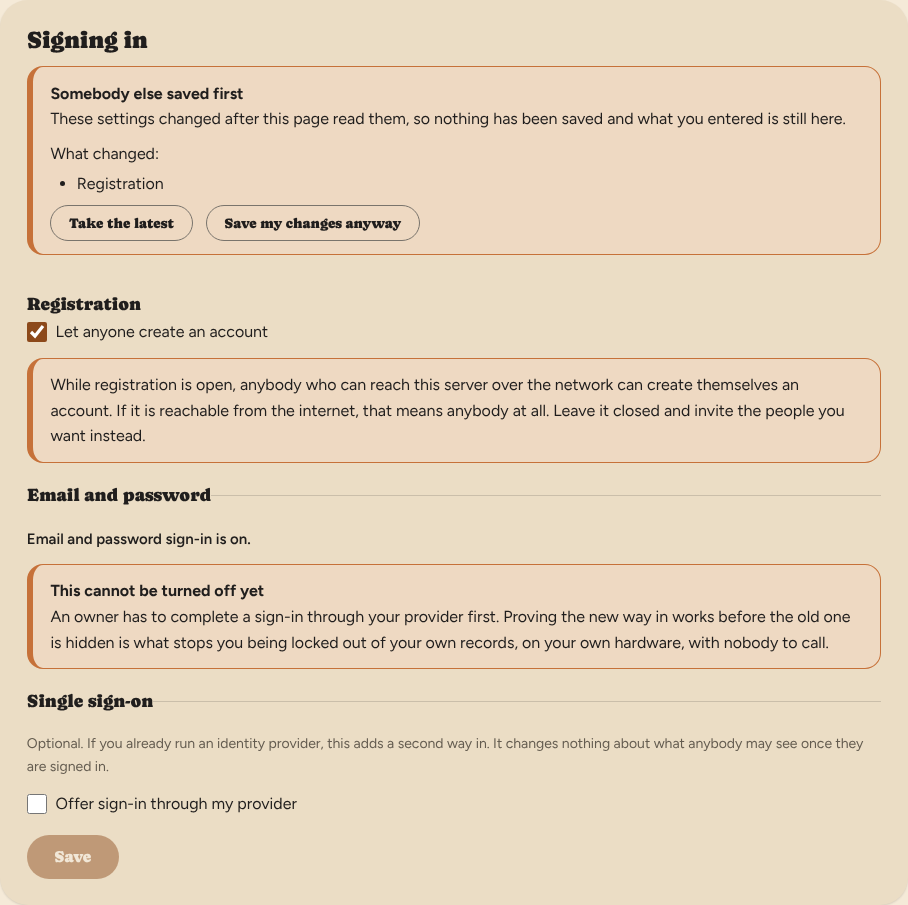 Signing in
Somebody else saved first
These settings changed after this page read them, so nothing has been saved and what you entered is still here.
What changed:
• Registration
Take the latest
Save my changes anyway
Registration
Let anyone create an account
While registration is open, anybody who can reach this server over the network can create themselves an
account. If it is reachable from the internet, that means anybody at all. Leave it closed and invite the people you
want instead.
Email and password
Email and password sign-in is on.
This cannot be turned off yet
An owner has to complete a sign-in through your provider first. Proving the new way in works before the old one
is hidden is what stops you being locked out of your own records, on your own hardware, with nobody to call.
Single sign-on
Optional. If you already run an identity provider, this adds a second way in. It changes nothing about what anybody may see once they
are signed in.
Offer sign-in through my provider
Save